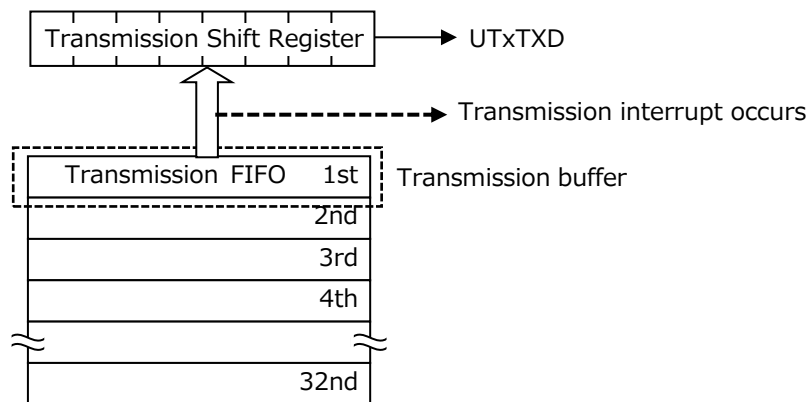 Transmission Shift Register
UTxTXD
Transmission interrupt occurs
Transmission FIFO 1st
Transmission buffer
2nd
3rd
4th
32nd